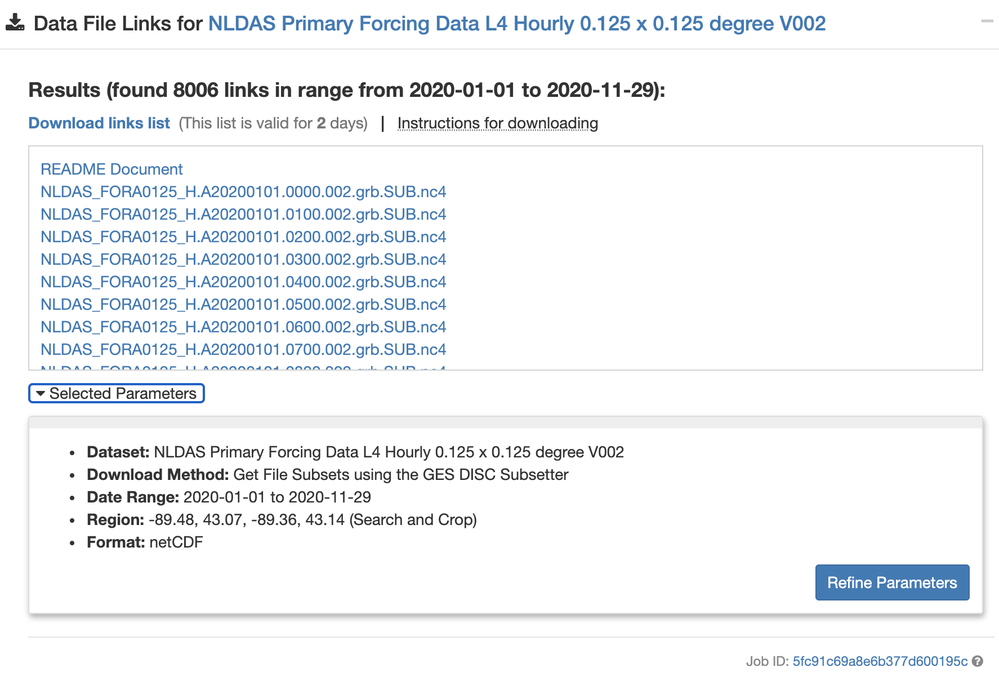 Data File Links for NLDAS Primary Forcing Data L4 Hourly 0.125 x 0.125 degree V002
Results (found 8006 links in range from 2020-01-01 to 2020-11-29):
Download links list (This list is valid for 2 days) | Instructions for downloading
README Document
NLDAS_FORA0125_H.A20200101.0000.002.grb.SUB.nc4
NLDAS_FORA0125_H.A20200101.0100.002.grb.SUB.nc4
NLDAS_FORA0125_H.A20200101.0200.002.grb.SUB.nc4
NLDAS_FORA0125_H.A20200101.0300.002.grb.SUB.nc4
NLDAS_FORA0125_H.A20200101.0400.002.grb.SUB.nc4
NLDAS_FORA0125_H.A20200101.0500.002.grb.SUB.nc4
NLDAS_FORA0125_H.A20200101.0600.002.grb.SUB.nc4
NLDAS_FORA0125_H.A20200101.0700.002.grb.SUB.nc4
Selected Parameters
• Dataset: NLDAS Primary Forcing Data L4 Hourly 0.125 x 0.125 degree V002
• Download Method: Get File Subsets using the GES DISC Subsetter
• Date Range: 2020-01-01 to 2020-11-29
• Region: -89.48, 43.07, -89.36, 43.14 (Search and Crop)
• Format: netCDF
Refine Parameters
Job ID: 5fc91c69a8e6b377d600195c